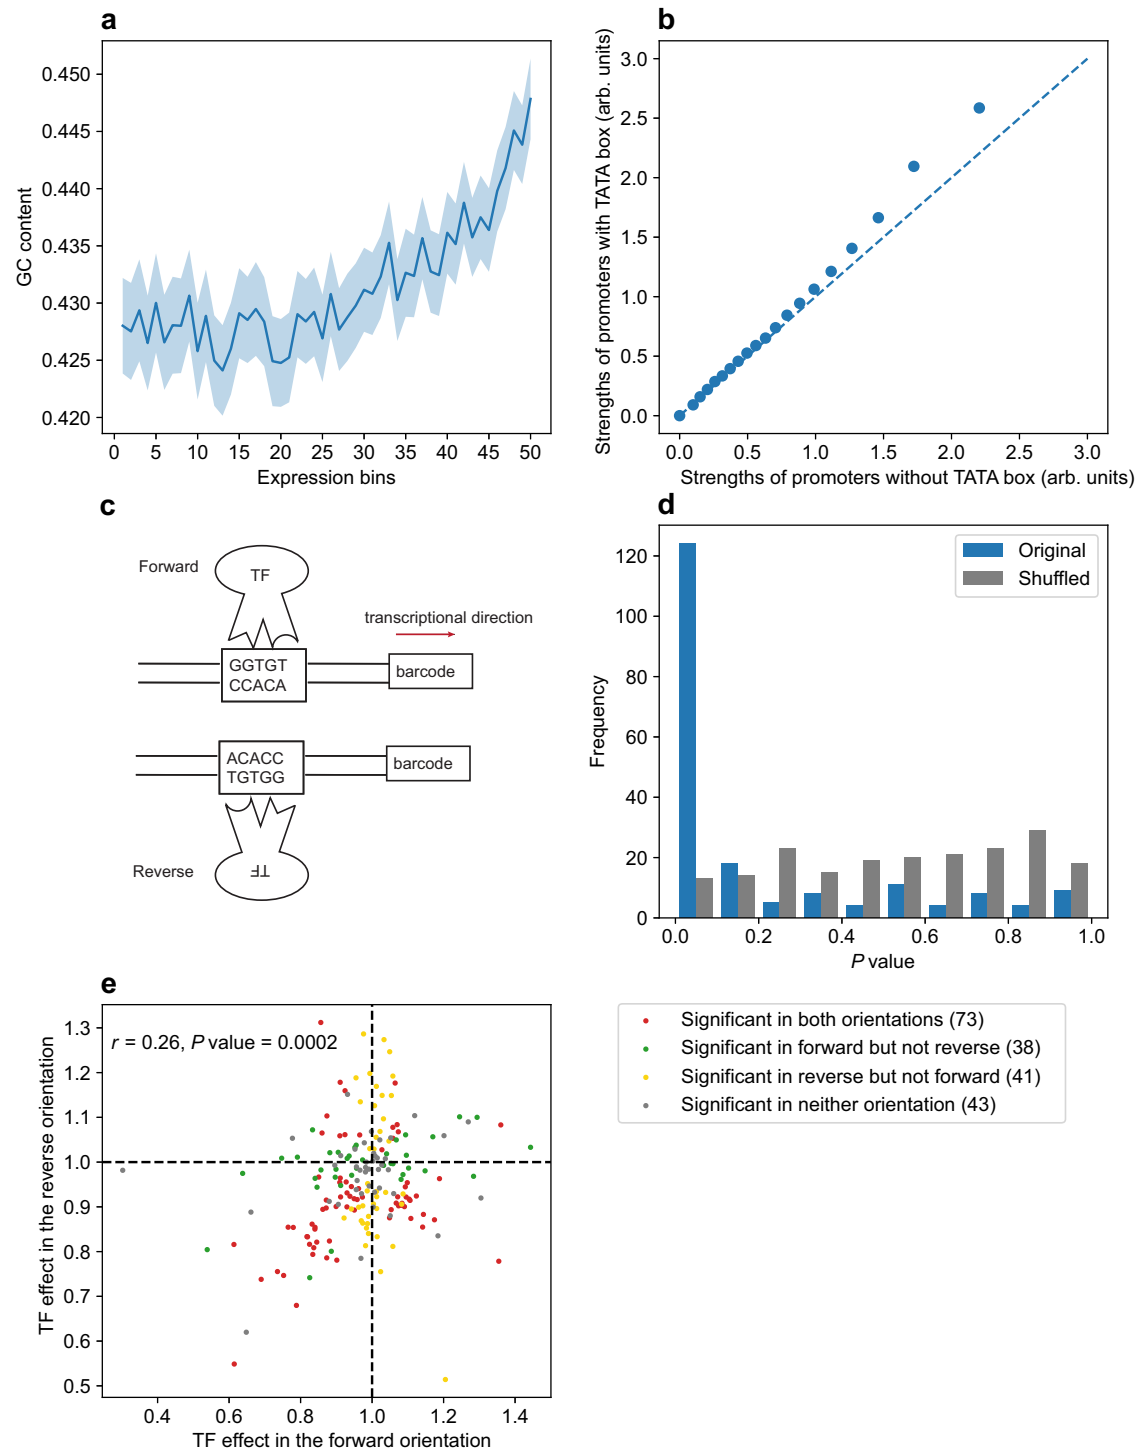 a
0.450
0.445
0.440
0.435
0.430
0.425
0.420
GC content
0 5 10 15 20 25 30 35 40 45 50
Expression bins
b
3.0
2.5
2.0
1.5
1.0
0.5
0.0
Strengths of promoters with TATA box (arb. units)
0.0 0.5 1.0 1.5 2.0 2.5 3.0
Strengths of promoters without TATA box (arb. units)
c
Forward
TF
transcriptional direction
GGTGT
CCACA
barcode
ACACC
TGTGG
barcode
Reverse
TF
d
Original
Shuffled
120
100
80
60
40
20
0
Frequency
0.0 0.2 0.4 0.6 0.8 1.0
P value
e
r = 0.26, P value = 0.0002
1.3
1.2
1.1
1.0
0.9
0.8
0.7
0.6
0.5
TF effect in the reverse orientation
0.4 0.6 0.8 1.0 1.2 1.4
TF effect in the forward orientation
Significant in both orientations (73)
Significant in forward but not reverse (38)
Significant in reverse but not forward (41)
Significant in neither orientation (43)